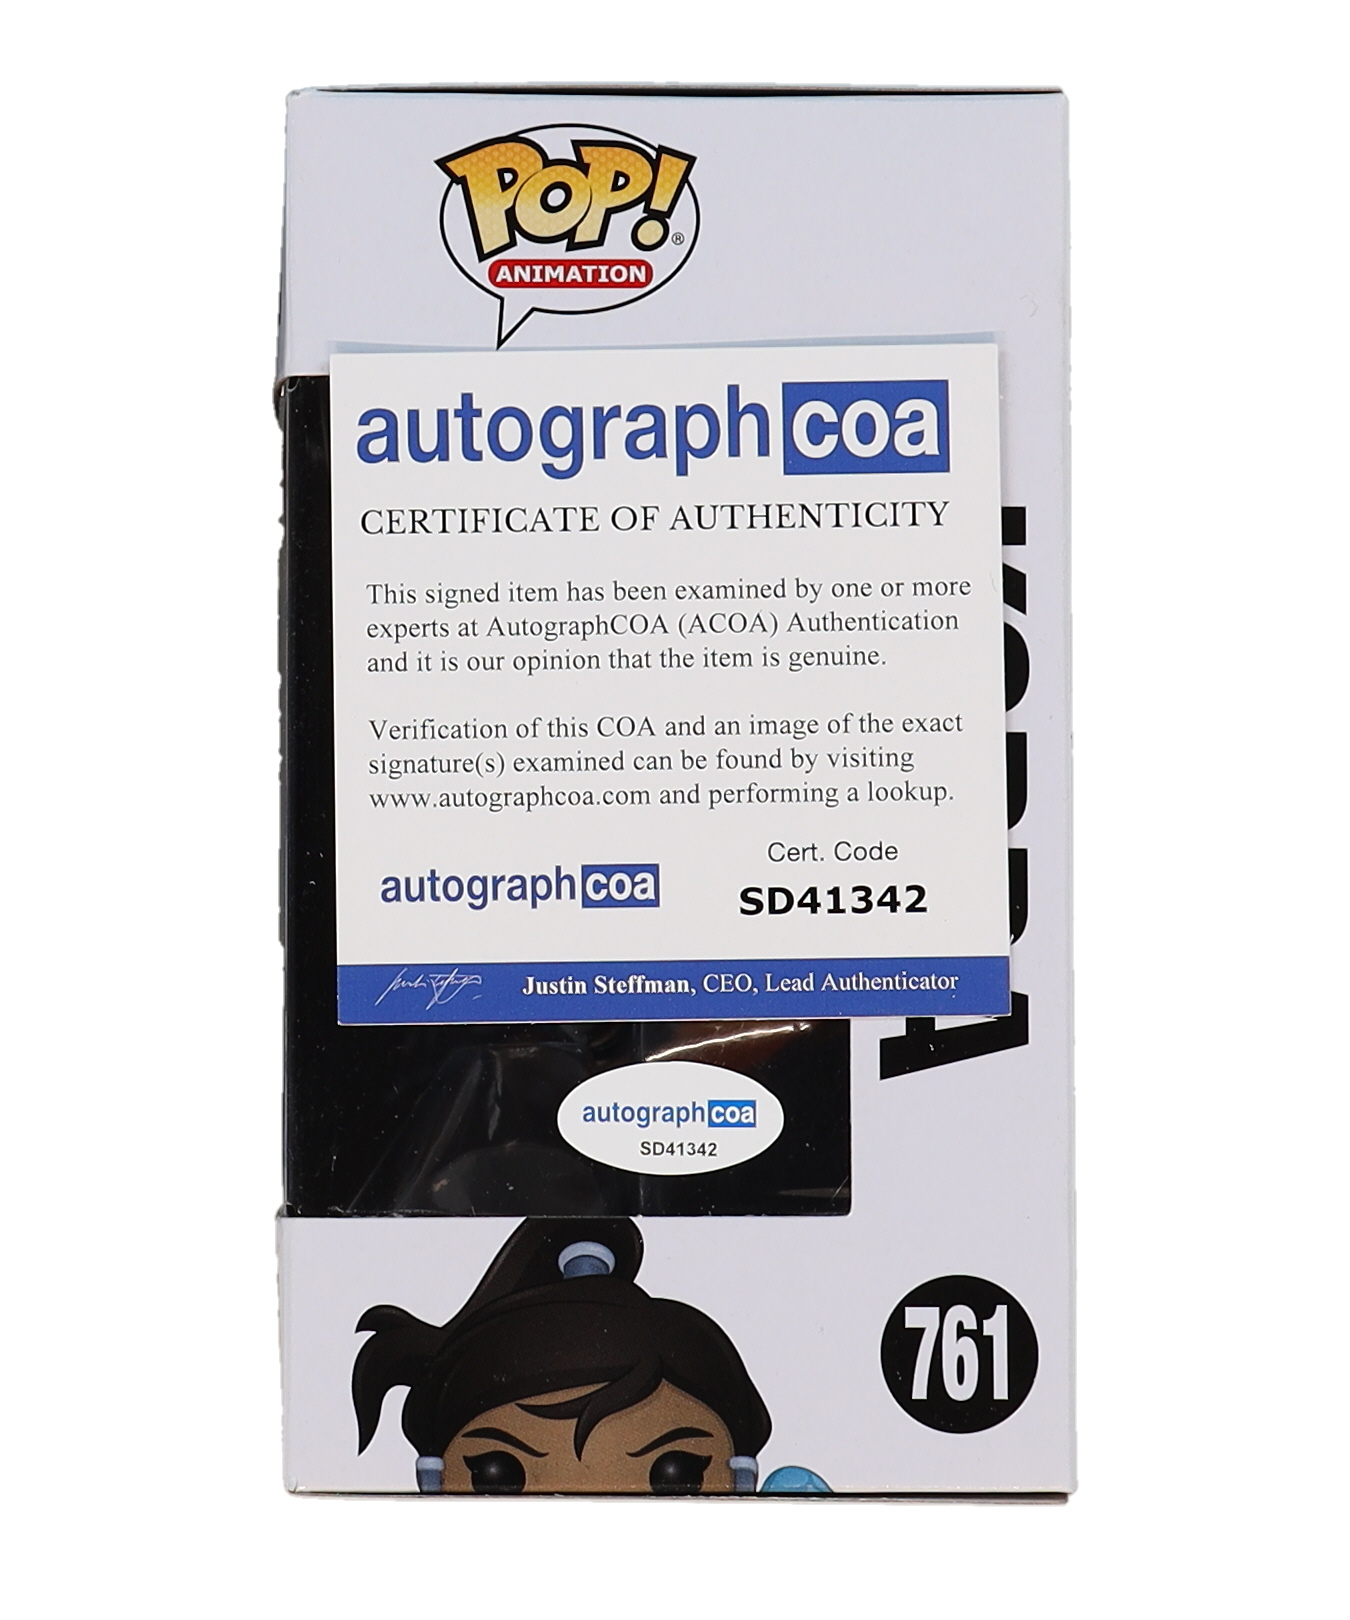 POP!®
ANIMATION
autographcoa
CERTIFICATE OF AUTHENTICITY
This signed item has been examined by one or more
experts at AutographCOA (ACOA) Authentication
and it is our opinion that the item is genuine.
Verification of this COA and an image of the exact
signature(s) examined can be found by visiting
www.autographcoa.com and performing a lookup.
autographcoa
Cert. Code
SD41342
Justin Steffman, CEO, Lead Authenticator
autographcoa
SD41342
761